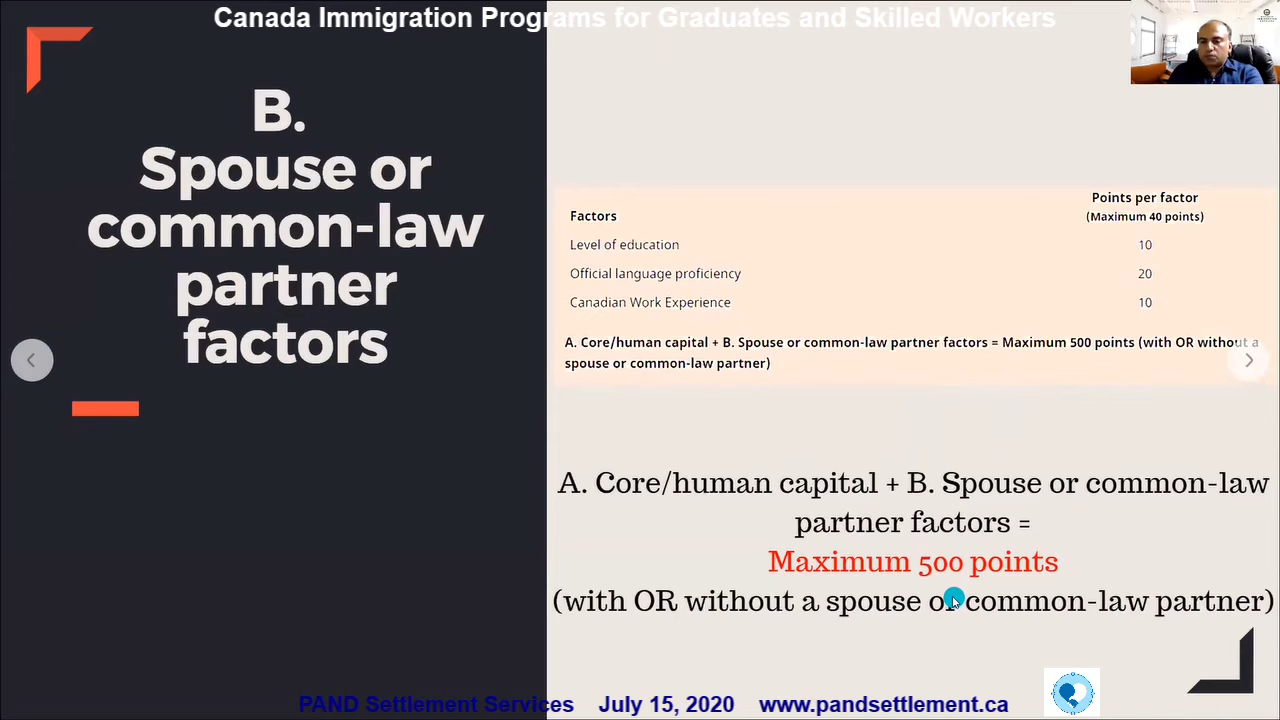 Canada Immigration Programs for Graduates and Skilled Workers
B.
Spouse or
common-law
partner
factors
Points per factor
Factors (Maximum 40 points)
Level of education 10
Official language proficiency 20
Canadian Work Experience 10
A. Core/human capital + B. Spouse or common-law partner factors = Maximum 500 points (with OR without a
spouse or common-law partner)
A. Core/human capital + B. Spouse or common-law
partner factors =
Maximum 500 points
(with OR without a spouse or common-law partner)
PAND Settlement Services July 15, 2020 www.pandsettlement.ca